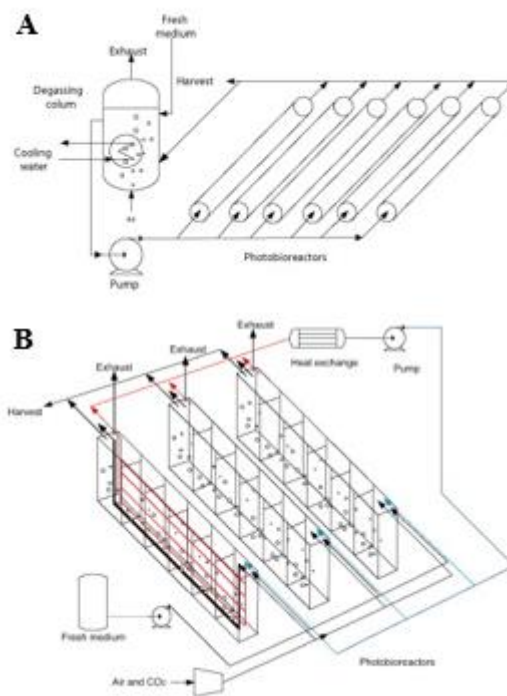 A
Fresh
medium
Exhaust
Harvest
Degassing
colum
Cooling
water
Air
Photobioreactors
Pump
B
Exhaust
Exhaust
Exhaust
Heat exchange
Pump
Harvest
Fresh medium
Photobioreactors
Air and CO₂